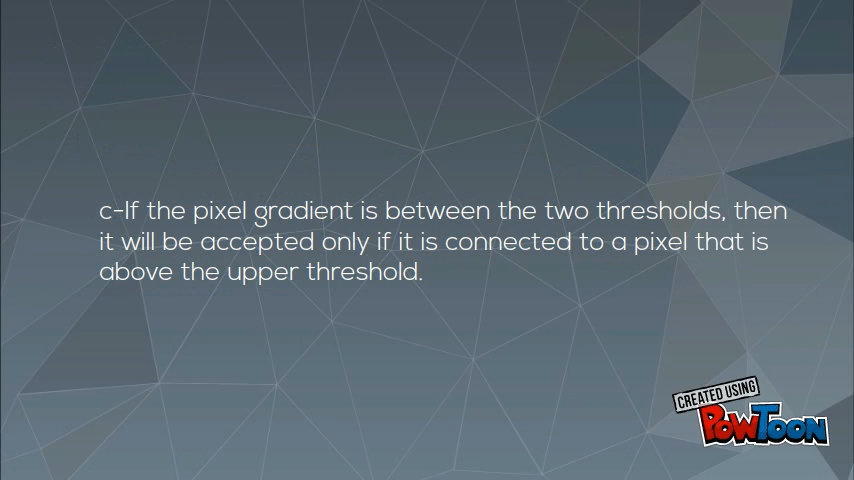 c-If the pixel gradient is between the two thresholds, then
it will be accepted only if it is connected to a pixel that is
above the upper threshold.
CREATED USING
POWTOON